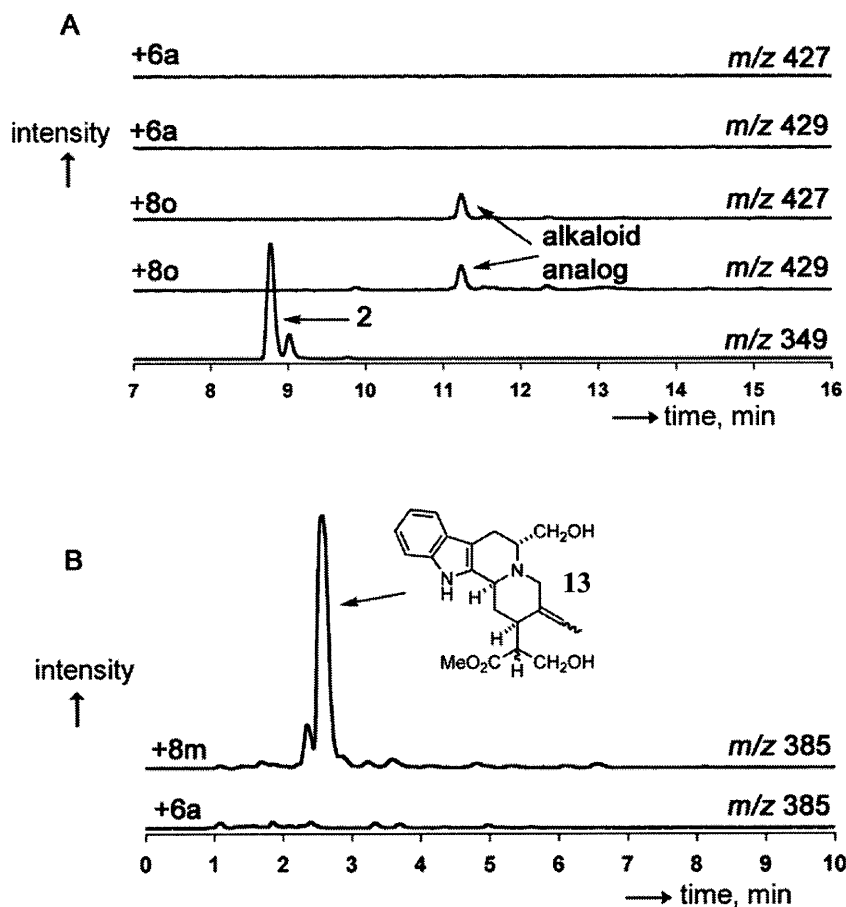 A
+6a m/z 427
intensity
+6a m/z 429
+8o m/z 427
alkaloid
analog
+8o m/z 429
2
m/z 349
7 8 9 10 11 12 13 14 15 16
time, min
B
CH₂OH
N
13
N
H
H
H
MeO₂C
H
CH₂OH
intensity
+8m m/z 385
+6a m/z 385
0 1 2 3 4 5 6 7 8 9 10
time, min